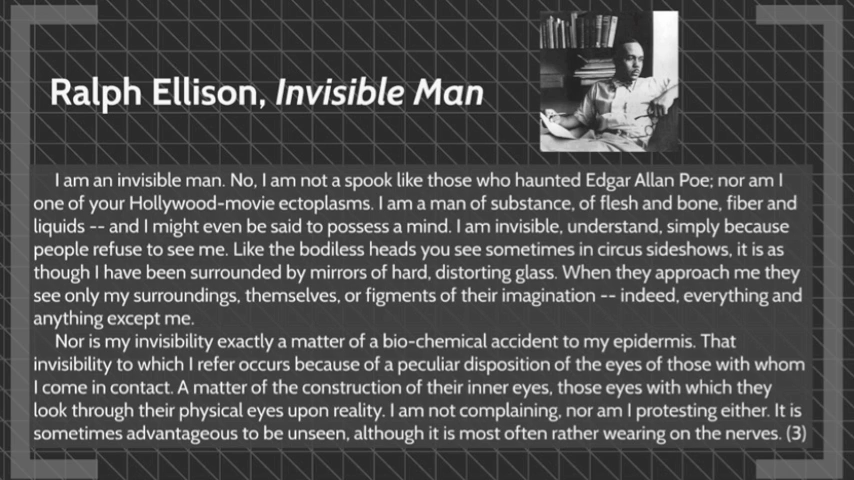 Ralph Ellison, Invisible Man
I am an invisible man. No, I am not a spook like those who haunted Edgar Allan Poe; nor am I
one of your Hollywood-movie ectoplasms. I am a man of substance, of flesh and bone, fiber and
liquids -- and I might even be said to possess a mind. I am invisible, understand, simply because
people refuse to see me. Like the bodiless heads you see sometimes in circus sideshows, it is as
though I have been surrounded by mirrors of hard, distorting glass. When they approach me they
see only my surroundings, themselves, or figments of their imagination -- indeed, everything and
anything except me.
Nor is my invisibility exactly a matter of a bio-chemical accident to my epidermis. That
invisibility to which I refer occurs because of a peculiar disposition of the eyes of those with whom
I come in contact. A matter of the construction of their inner eyes, those eyes with which they
look through their physical eyes upon reality. I am not complaining, nor am I protesting either. It is
sometimes advantageous to be unseen, although it is most often rather wearing on the nerves. (3)